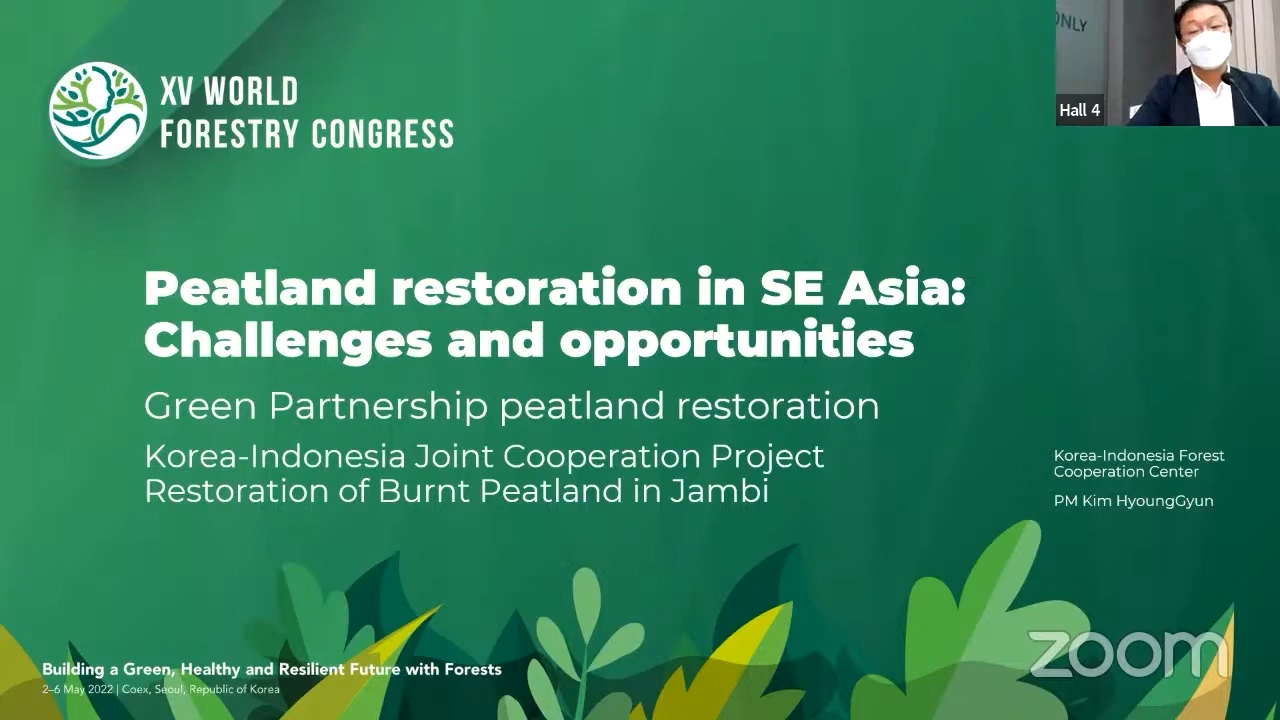 XV WORLD
FORESTRY CONGRESS
ONLY
Hall 4
Peatland restoration in SE Asia:
Challenges and opportunities
Green Partnership peatland restoration
Korea-Indonesia Joint Cooperation Project
Restoration of Burnt Peatland in Jambi
Korea-Indonesia Forest
Cooperation Center
PM Kim HyoungGyun
Building a Green, Healthy and Resilient Future with Forests
2–6 May 2022 | Coex, Seoul, Republic of Korea
zoom